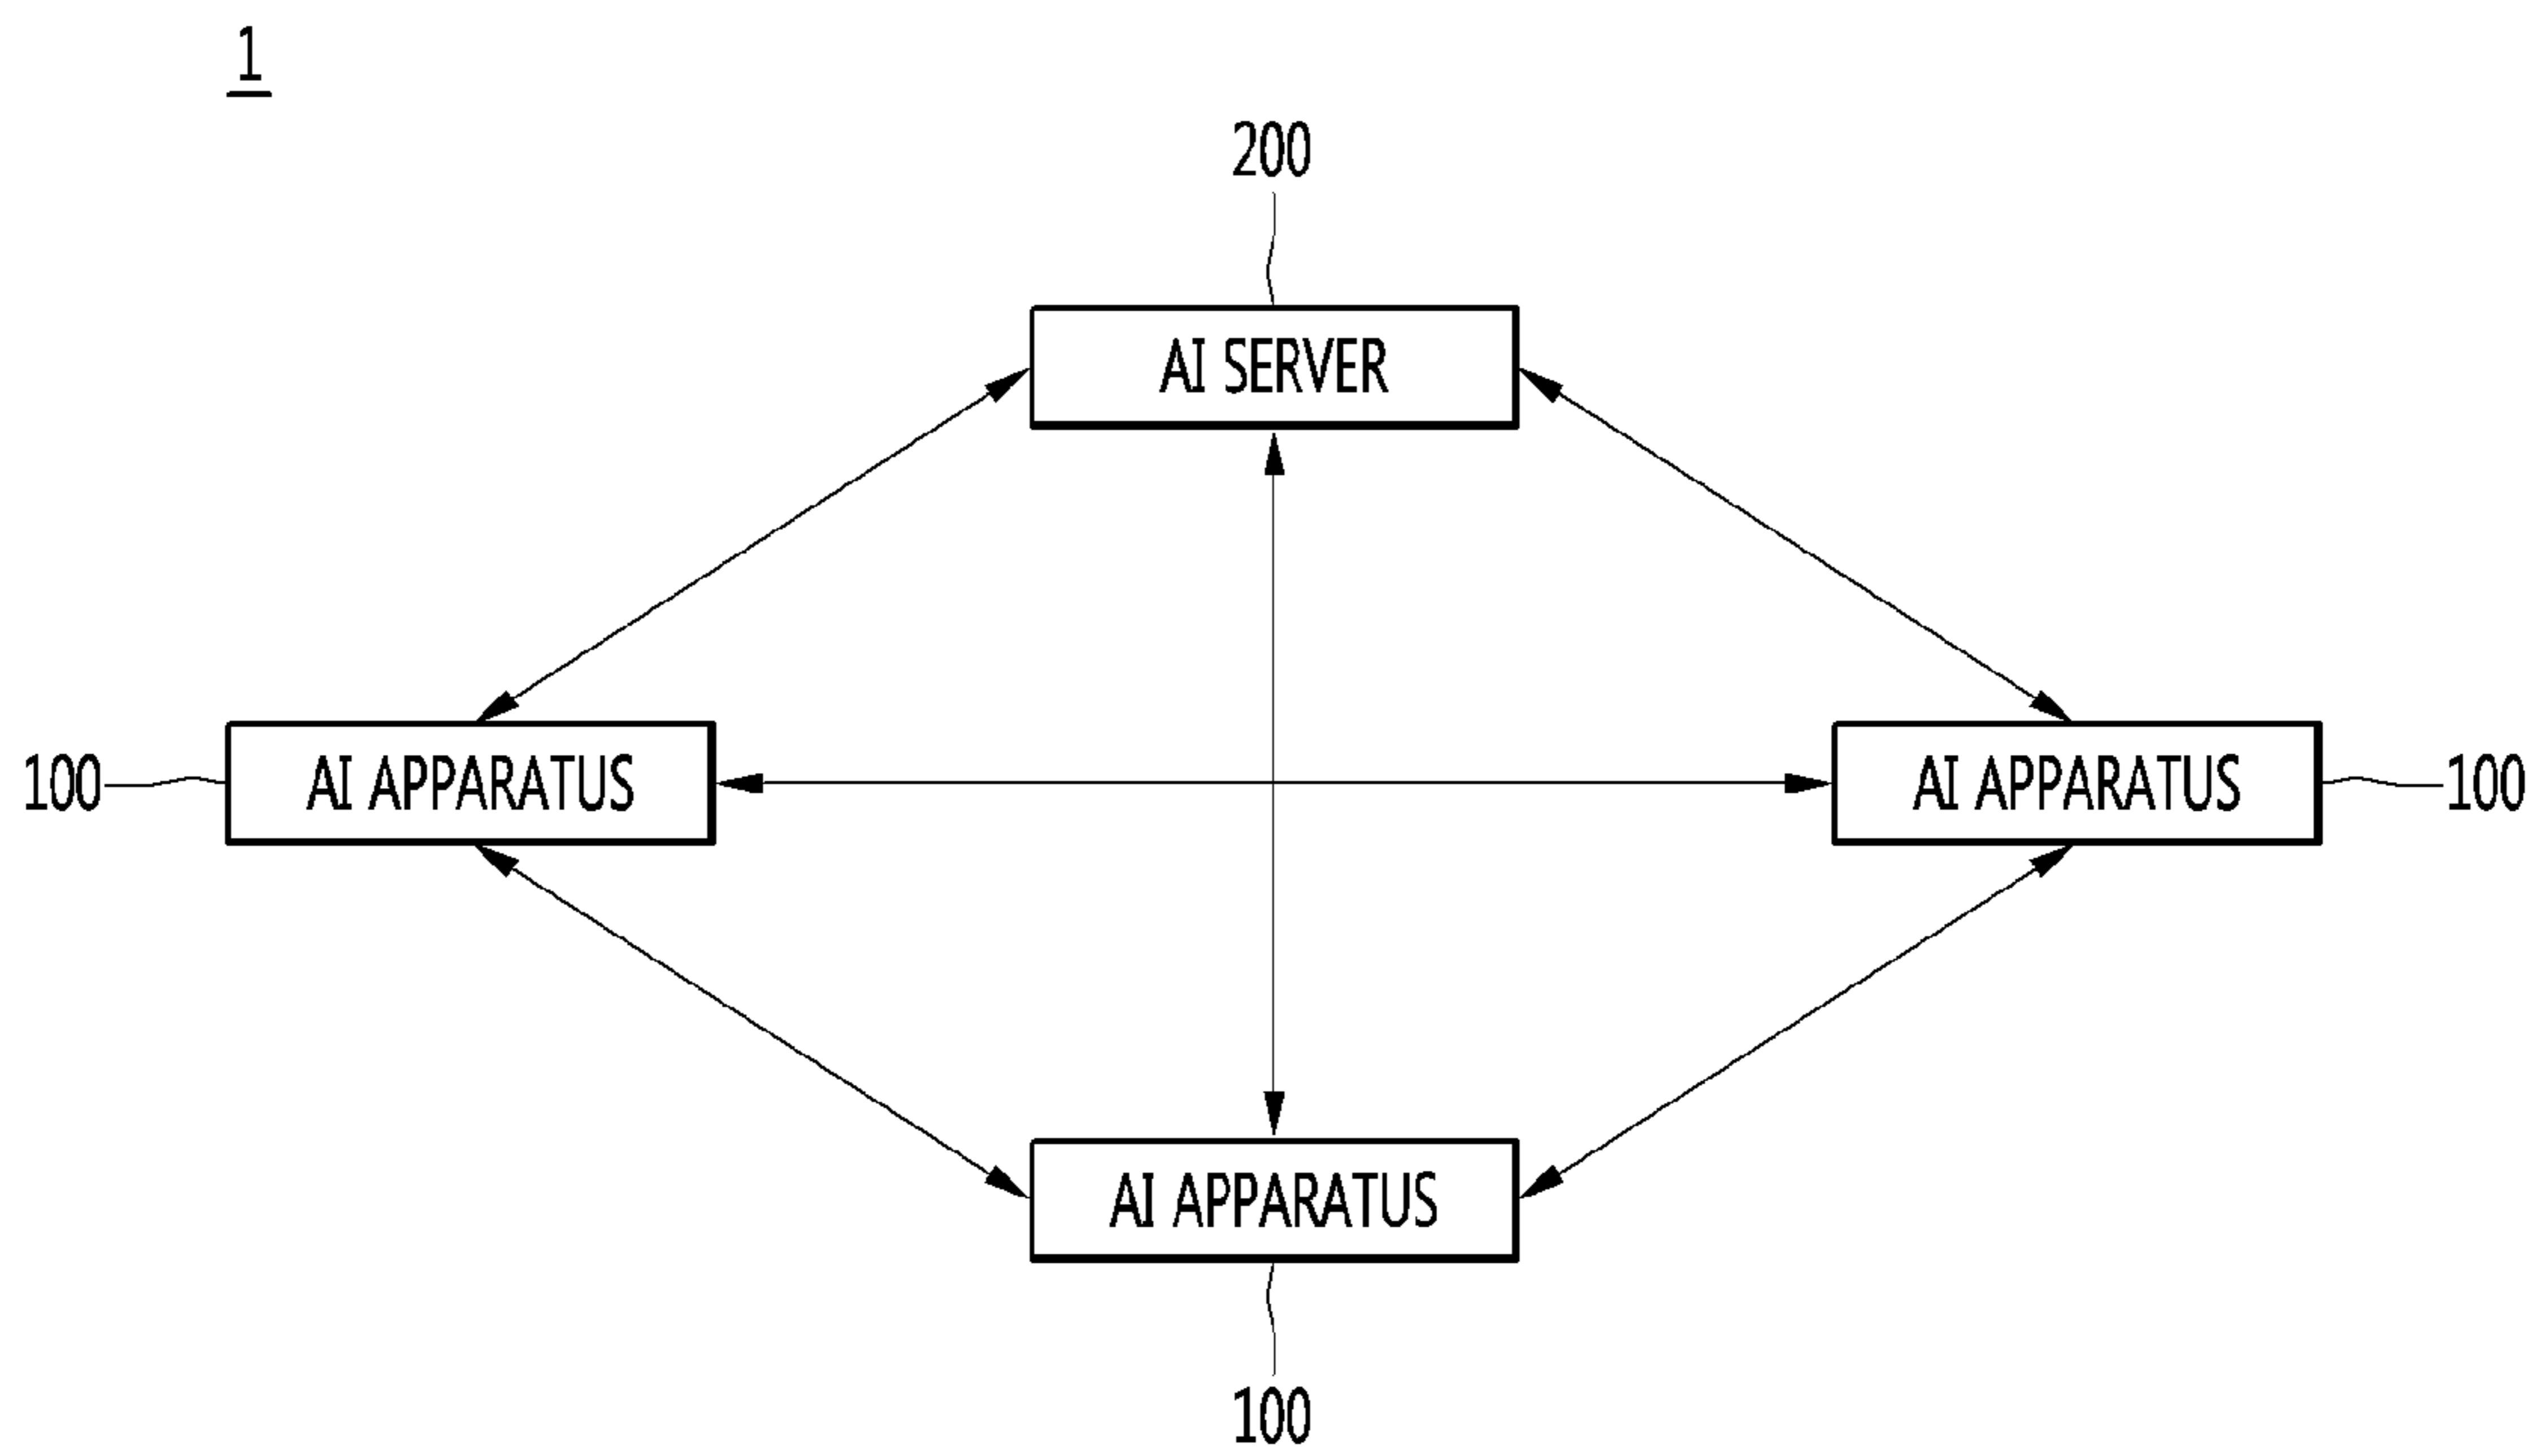 1
200
AI SERVER
100 AI APPARATUS AI APPARATUS 100
AI APPARATUS
100